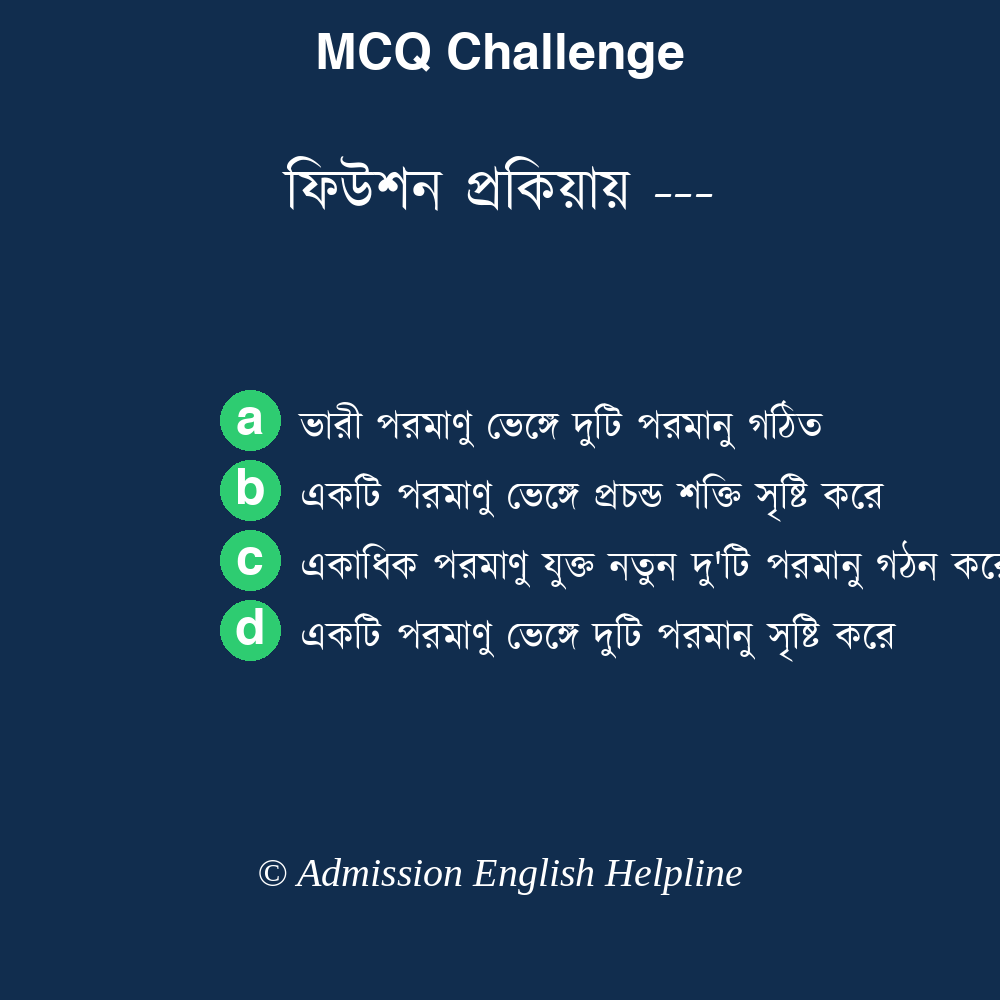 MCQ Challenge
ফিউশন প্রকিয়ায় ---
a ভারী পরমাণু ভেঙ্গে দুটি পরমানু গঠিত
b একটি পরমাণু ভেঙ্গে প্রচন্ড শক্তি সৃষ্টি করে
c একাধিক পরমাণু যুক্ত নতুন দু'টি পরমানু গঠন করে
d একটি পরমাণু ভেঙ্গে দুটি পরমানু সৃষ্টি করে
© Admission English Helpline